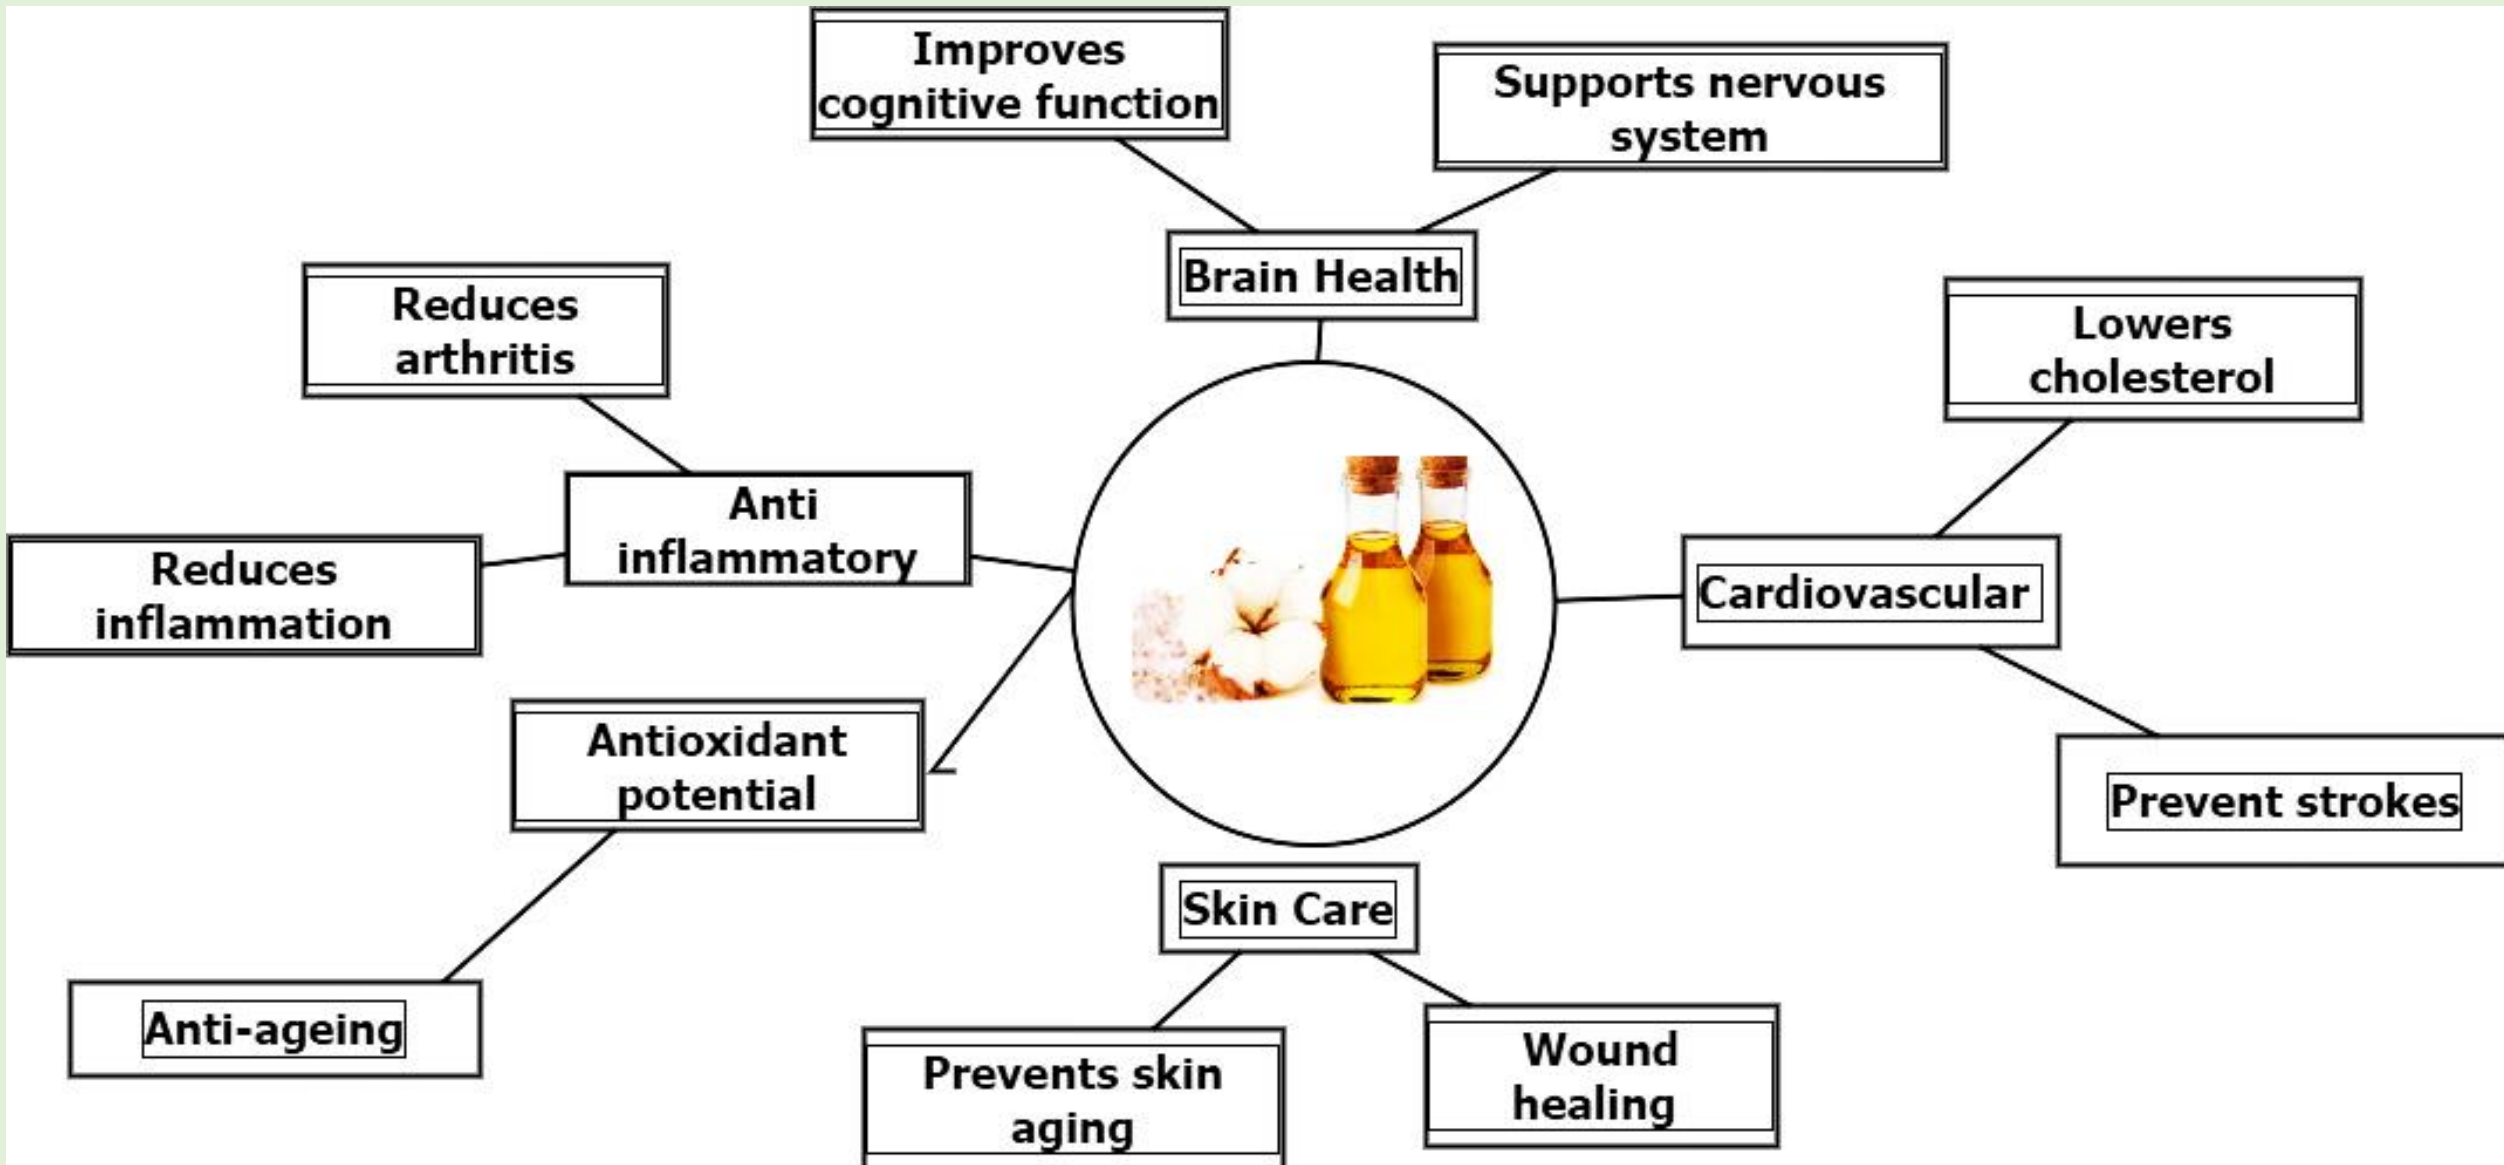 Improves
cognitive function
Supports nervous
system
Brain Health
Reduces
arthritis
Lowers
cholesterol
Anti
inflammatory
Reduces
inflammation
Cardiovascular
Antioxidant
potential
Prevent strokes
Skin Care
Anti-ageing
Prevents skin
aging
Wound
healing